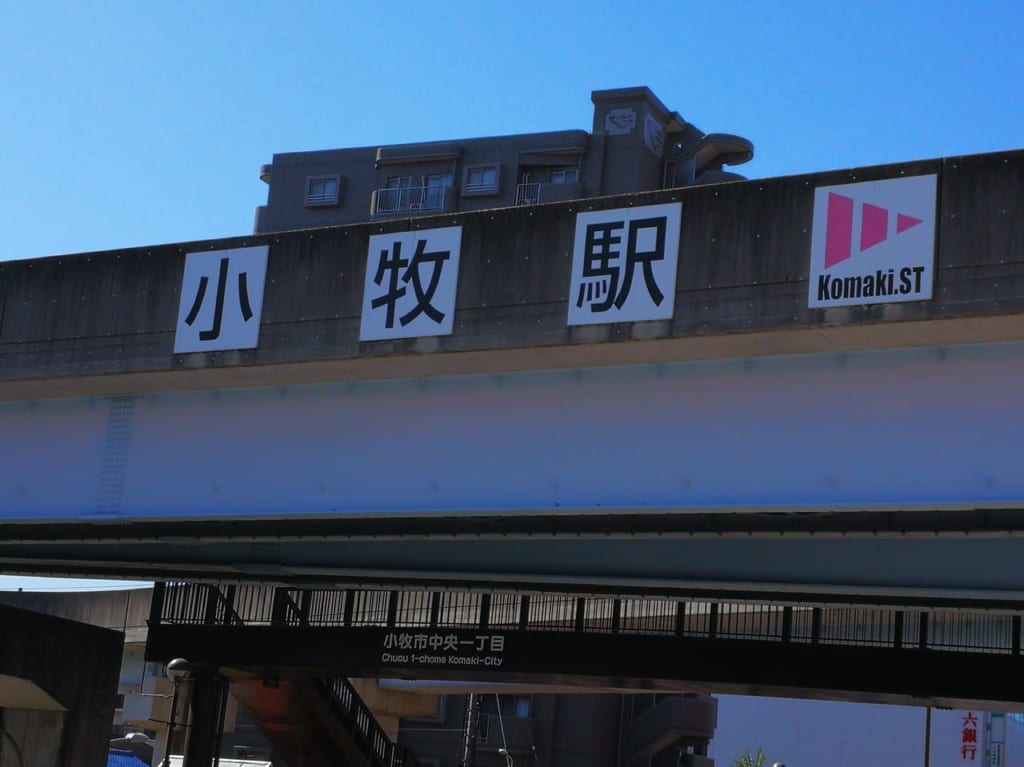 小牧駅
Komaki.ST
小牧市中央一丁目
Chuou 1-chome Komaki-City
六銀行